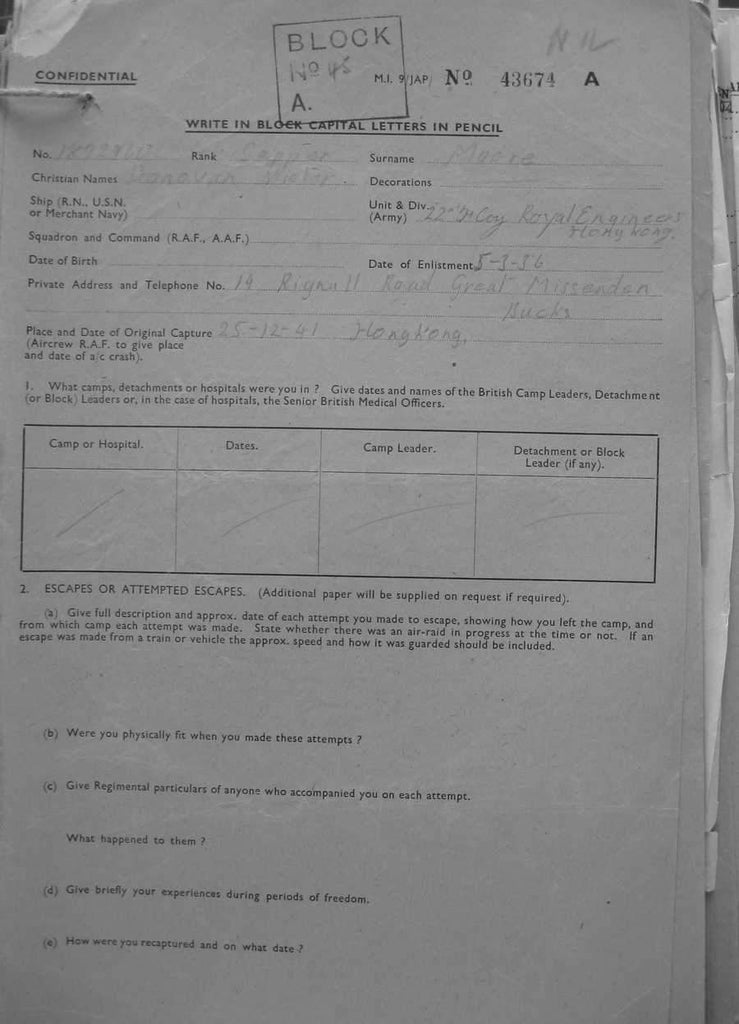 BLOCK
Nº 45
A.
NIL
CONFIDENTIAL
M.I. 9/JAP Nº 43674 A
WRITE IN BLOCK CAPITAL LETTERS IN PENCIL
No. Rank Sapper Surname Moore
Christian Names Donovan Victor Decorations
Ship (R.N., U.S.N. or Merchant Navy) Unit & Div. (Army) 22nd Fd Coy Royal Engineers
Hong Kong.
Squadron and Command (R.A.F., A.A.F.)
Date of Birth Date of Enlistment 5-3-36
Private Address and Telephone No. 14 Rignall Road Great Missenden
Bucks
Place and Date of Original Capture 25-12-41 Hong Kong,
(Aircrew R.A.F. to give place
and date of a/c crash).
1. What camps, detachments or hospitals were you in ? Give dates and names of the British Camp Leaders, Detachment
(or Block) Leaders or, in the case of hospitals, the Senior British Medical Officers.
Camp or Hospital. Dates. Camp Leader. Detachment or Block
Leader (if any).
2. ESCAPES OR ATTEMPTED ESCAPES. (Additional paper will be supplied on request if required).
(a) Give full description and approx. date of each attempt you made to escape, showing how you left the camp, and
from which camp each attempt was made. State whether there was an air-raid in progress at the time or not. If an
escape was made from a train or vehicle the approx. speed and how it was guarded should be included.
(b) Were you physically fit when you made these attempts ?
(c) Give Regimental particulars of anyone who accompanied you on each attempt.
What happened to them ?
(d) Give briefly your experiences during periods of freedom.
(e) How were you recaptured and on what date ?